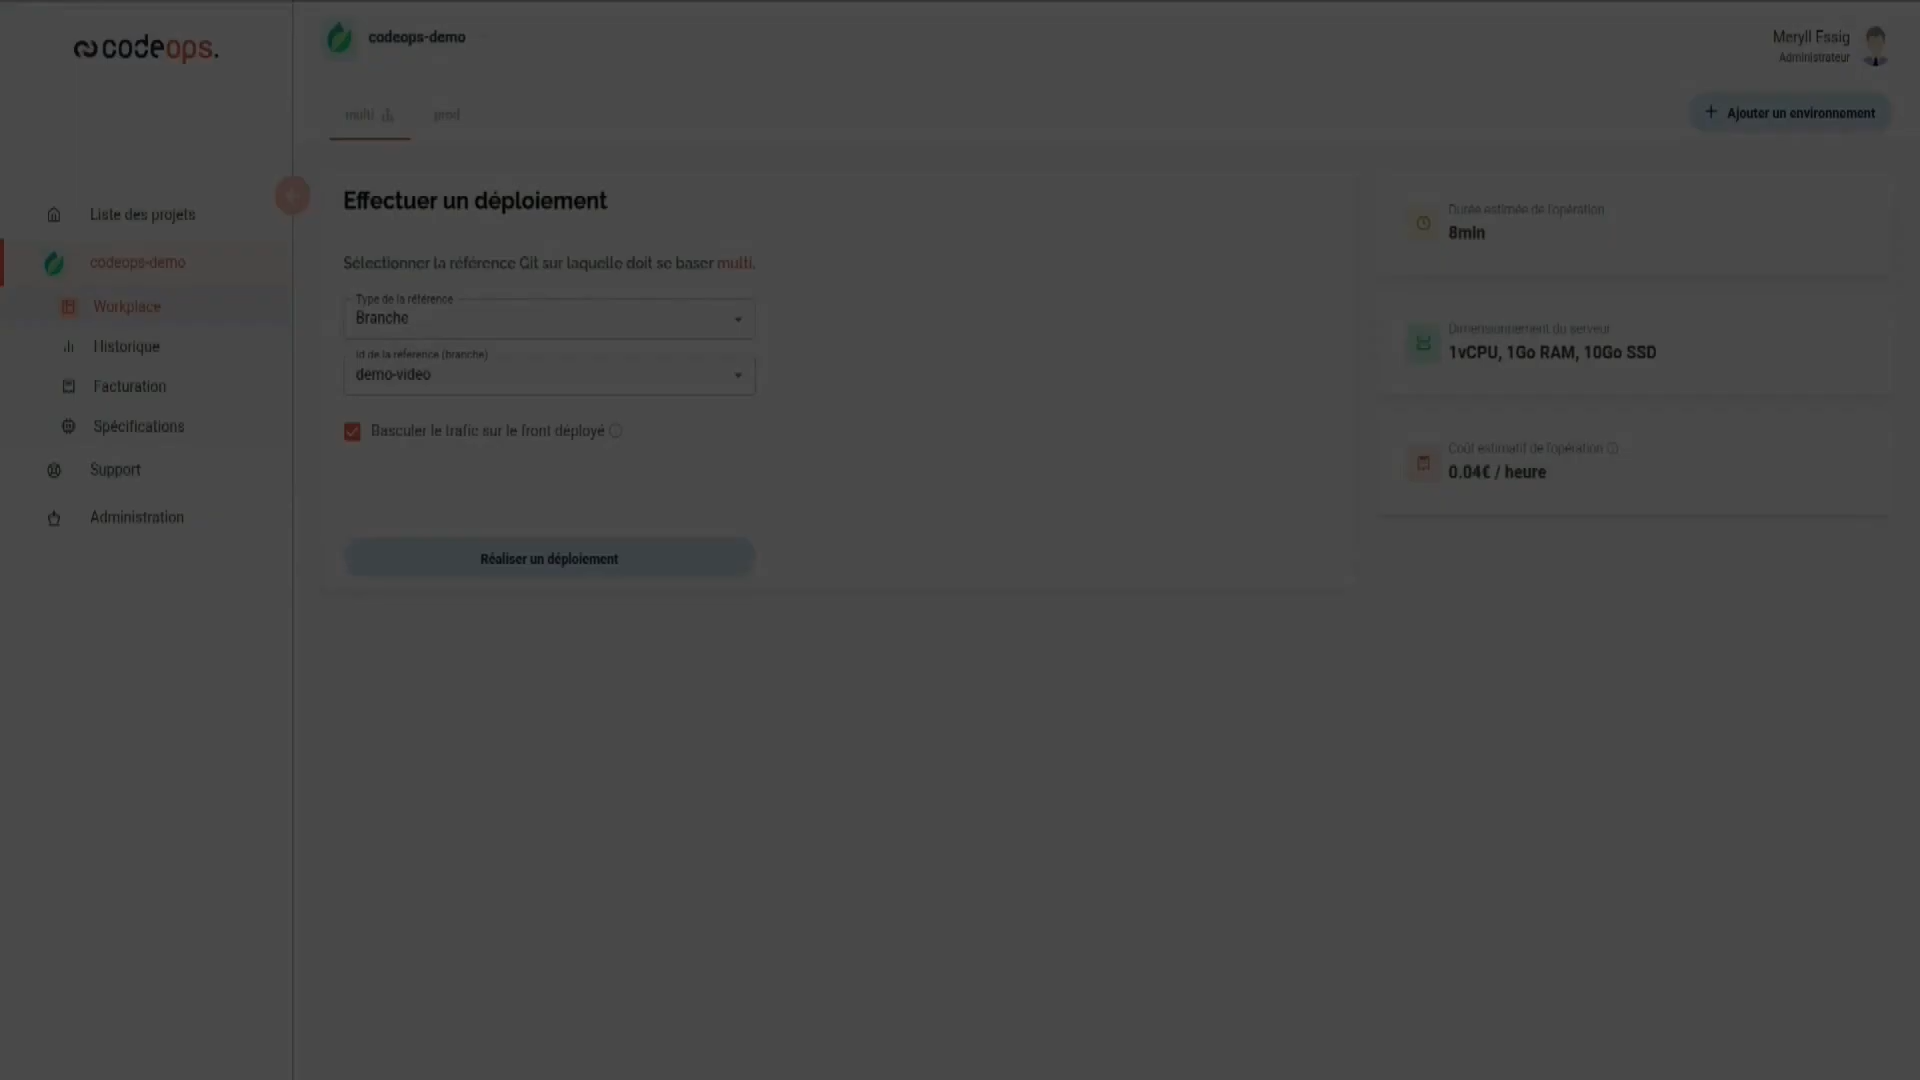 codeops.
codeops-demo
Meryll Essig
Administrateur
multi
prod
+ Ajouter un environnement
Liste des projets
codeops-demo
Workplace
Historique
Facturation
Spécifications
Support
Administration
Effectuer un déploiement
Sélectionner la référence Git sur laquelle doit se baser multi.
Type de la référence
Branche
Id de la référence (branche)
demo-video
Basculer le trafic sur le front déployé
Réaliser un déploiement
Durée estimée de l'opération
8min
Dimensionnement du serveur
1vCPU, 1Go RAM, 10Go SSD
Coût estimatif de l'opération
0.04€ / heure